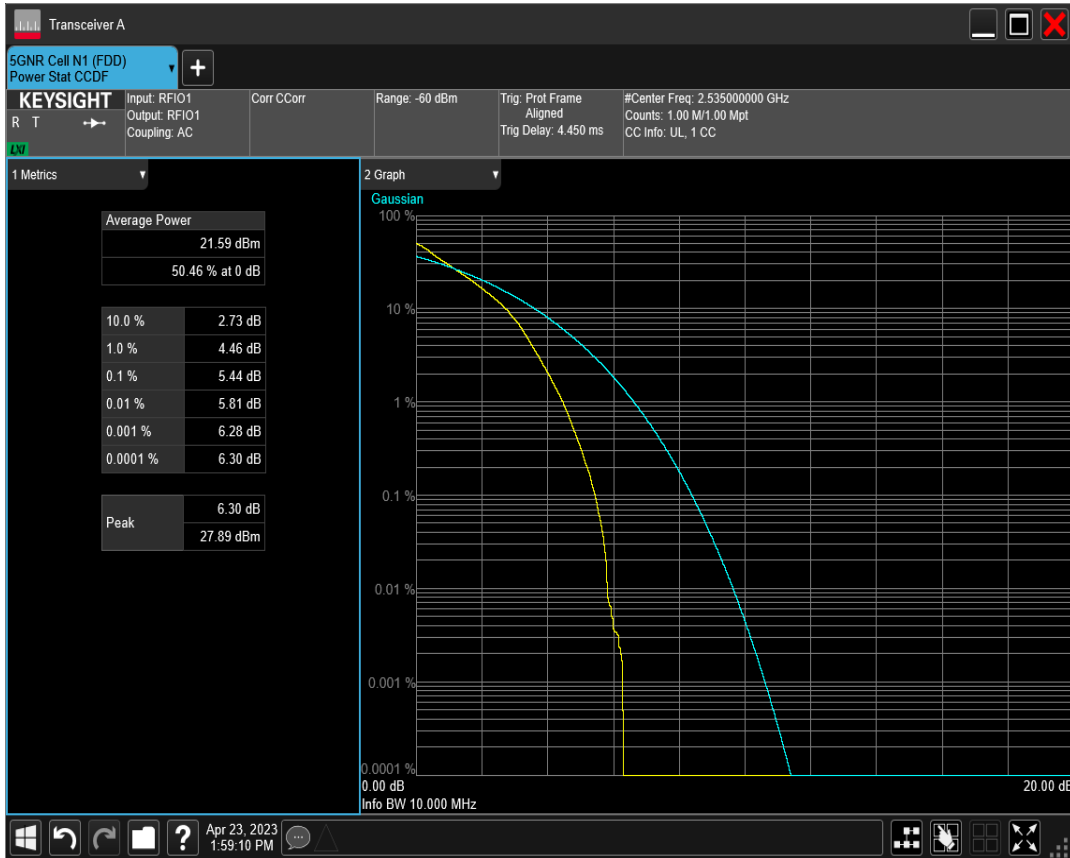 Transceiver A
5GNR Cell N1 (FDD)
Power Stat CCDF
+
KEYSIGHT
R T
LXI
Input: RFIO1
Output: RFIO1
Coupling: AC
Corr CCorr
Range: -60 dBm
Trig: Prot Frame
Aligned
Trig Delay: 4.450 ms
#Center Freq: 2.535000000 GHz
Counts: 1.00 M/1.00 Mpt
CC Info: UL, 1 CC
1 Metrics
Average Power
21.59 dBm
50.46 % at 0 dB
10.0 % 2.73 dB
1.0 % 4.46 dB
0.1 % 5.44 dB
0.01 % 5.81 dB
0.001 % 6.28 dB
0.0001 % 6.30 dB
Peak
6.30 dB
27.89 dBm
2 Graph
Gaussian
100 %
10 %
1 %
0.1 %
0.01 %
0.001 %
0.0001 %
0.00 dB 20.00 dB
Info BW 10.000 MHz
?
Apr 23, 2023
1:59:10 PM